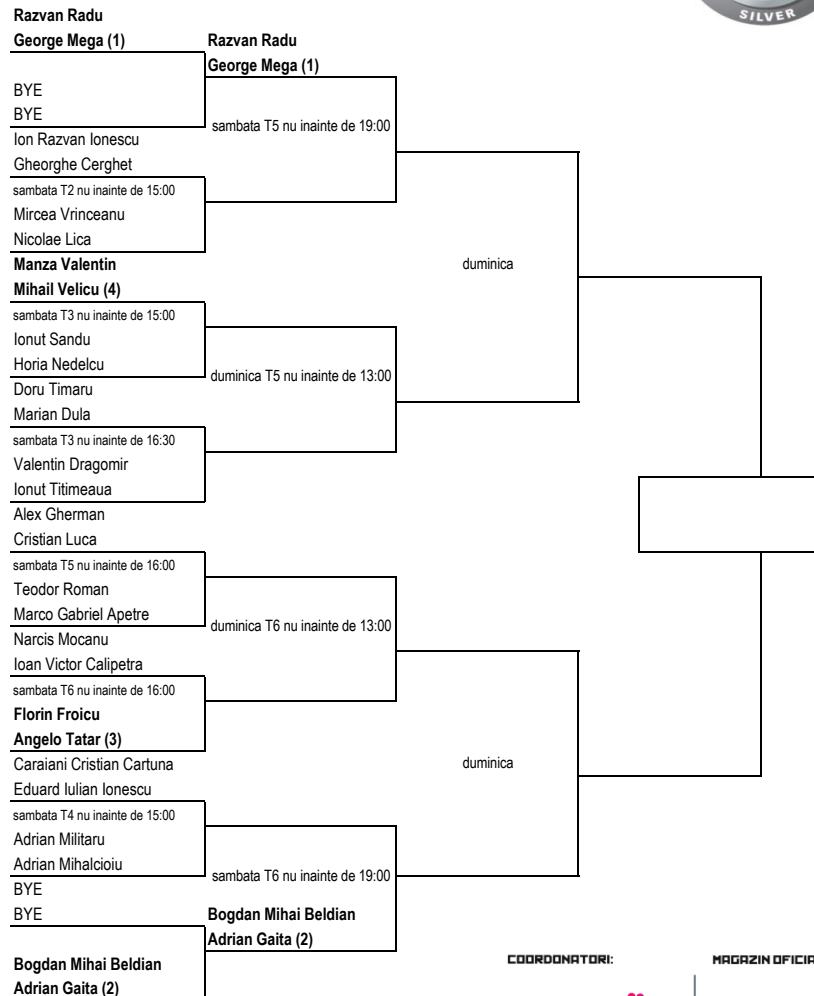 SILVER
Razvan Radu
George Mega (1)
Razvan Radu
George Mega (1)
BYE
BYE
sambata T5 nu inainte de 19:00
Ion Razvan Ionescu
Gheorghe Cerghet
sambata T2 nu inainte de 15:00
Mircea Vrinceanu
Nicolae Lica
Manza Valentin
duminica
Mihail Velicu (4)
sambata T3 nu inainte de 15:00
Ionut Sandu
Horia Nedelcu
duminica T5 nu inainte de 13:00
Doru Timaru
Marian Dula
sambata T3 nu inainte de 16:30
Valentin Dragomir
Ionut Titimeaua
Alex Gherman
Cristian Luca
sambata T5 nu inainte de 16:00
Teodor Roman
Marco Gabriel Apetre
duminica T6 nu inainte de 13:00
Narcis Mocanu
Ioan Victor Calipetra
sambata T6 nu inainte de 16:00
Florin Froicu
Angelo Tatar (3)
Caraiani Cristian Cartuna
duminica
Eduard Iulian Ionescu
sambata T4 nu inainte de 15:00
Adrian Militaru
Adrian Mihalcioiu
sambata T6 nu inainte de 19:00
BYE
BYE
Bogdan Mihai Beldian
Adrian Gaita (2)
Bogdan Mihai Beldian
Adrian Gaita (2)
COORDONATORI:
MAGAZIN OFICIA